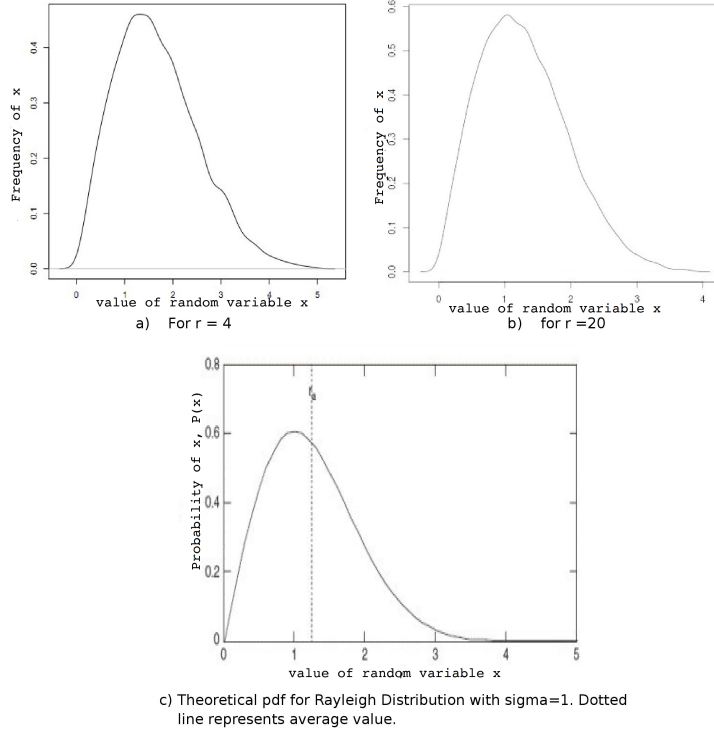 Frequency of x
0.4
0.3
0.2
0.1
0.0
0 1 2 3 4 5
value of random variable x
a) For r = 4
Frequency of x
0.6
0.5
0.4
0.3
0.2
0.1
0.0
0 1 2 3 4
value of random variable x
b) for r =20
Probability of x, P(x)
0.8
0.6
0.4
0.2
0
0 1 2 3 4 5
value of random variable x
c) Theoretical pdf for Rayleigh Distribution with sigma=1. Dotted
line represents average value.